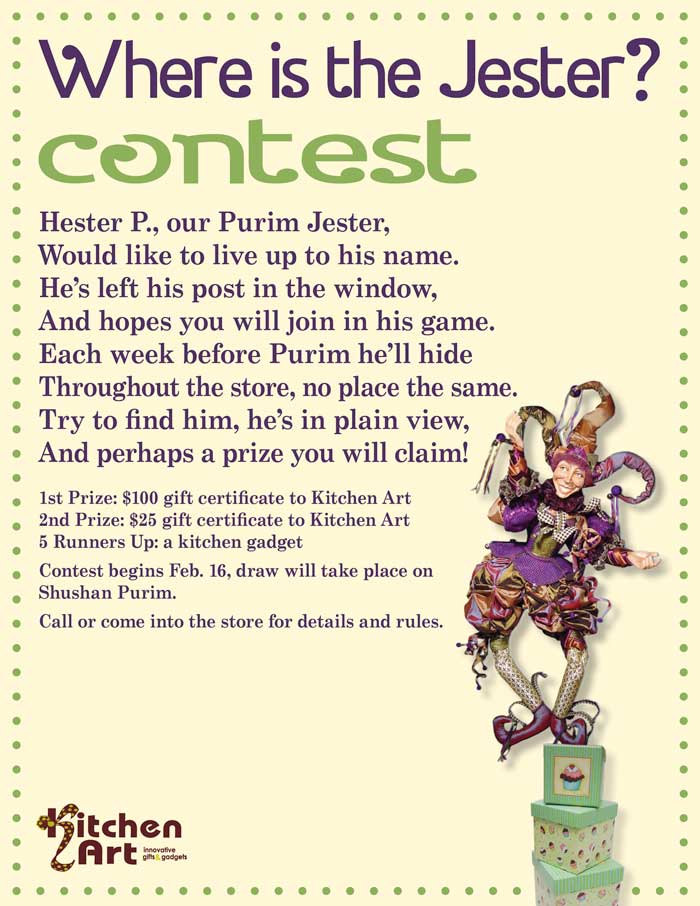 Where is the Jester?
contest
Hester P., our Purim Jester,
Would like to live up to his name.
He’s left his post in the window,
And hopes you will join in his game.
Each week before Purim he’ll hide
Throughout the store, no place the same.
Try to find him, he’s in plain view,
And perhaps a prize you will claim!
1st Prize: $100 gift certificate to Kitchen Art
2nd Prize: $25 gift certificate to Kitchen Art
5 Runners Up: a kitchen gadget
Contest begins Feb. 16, draw will take place on
Shushan Purim.
Call or come into the store for details and rules.
Kitchen
Art innovative
gifts & gadgets